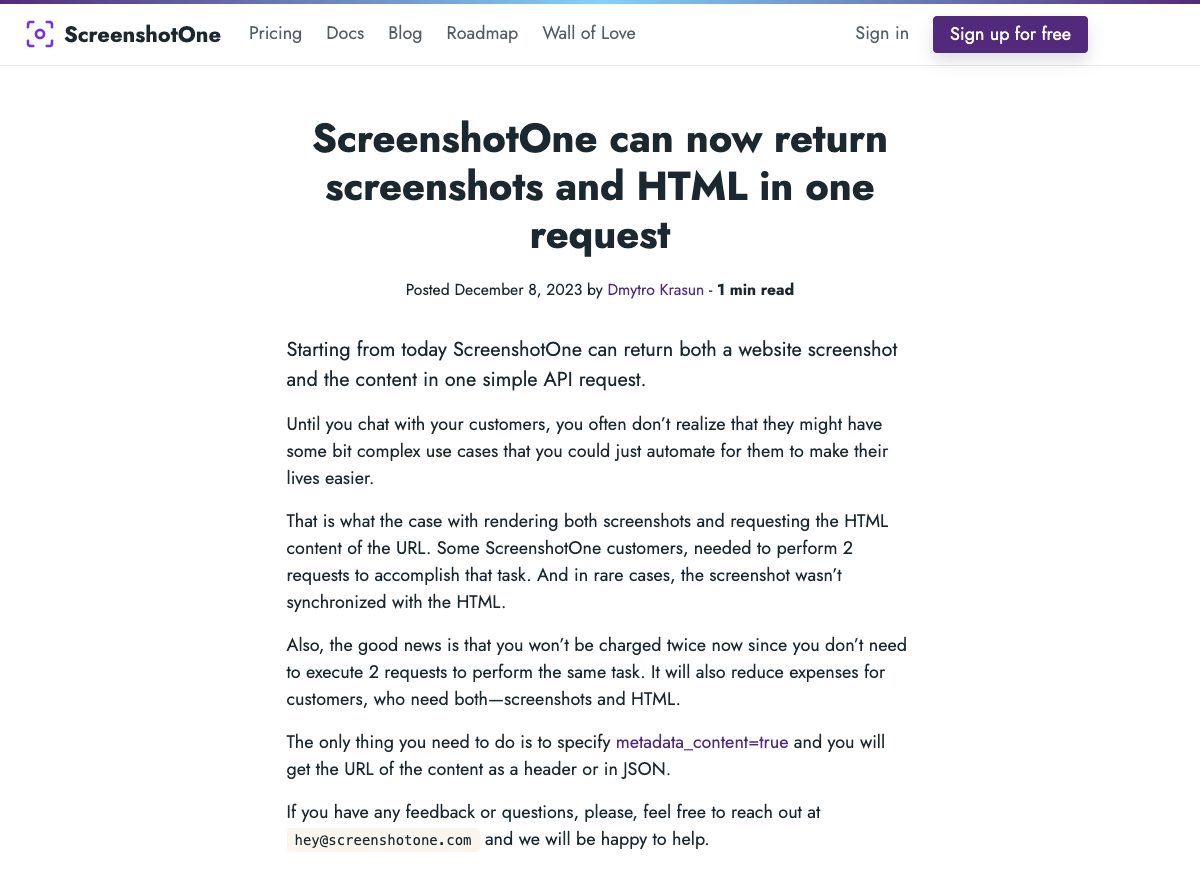 ScreenshotOne Pricing Docs Blog Roadmap Wall of Love Sign in Sign up for free
ScreenshotOne can now return
screenshots and HTML in one
request
Posted December 8, 2023 by Dmytro Krasun - 1 min read
Starting from today ScreenshotOne can return both a website screenshot
and the content in one simple API request.
Until you chat with your customers, you often don’t realize that they might have
some bit complex use cases that you could just automate for them to make their
lives easier.
That is what the case with rendering both screenshots and requesting the HTML
content of the URL. Some ScreenshotOne customers, needed to perform 2
requests to accomplish that task. And in rare cases, the screenshot wasn’t
synchronized with the HTML.
Also, the good news is that you won’t be charged twice now since you don’t need
to execute 2 requests to perform the same task. It will also reduce expenses for
customers, who need both—screenshots and HTML.
The only thing you need to do is to specify metadata_content=true and you will
get the URL of the content as a header or in JSON.
If you have any feedback or questions, please, feel free to reach out at
hey@screenshotone.com and we will be happy to help.